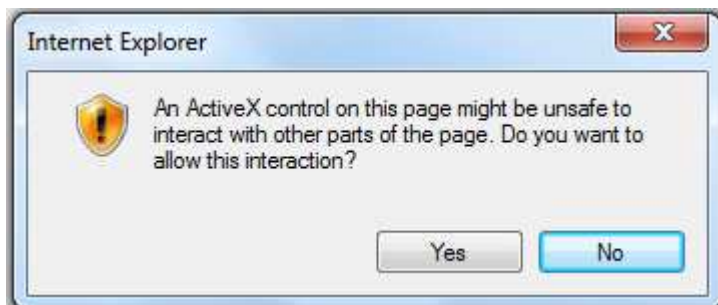 Internet Explorer
An ActiveX control on this page might be unsafe to
interact with other parts of the page. Do you want to
allow this interaction?
Yes
No